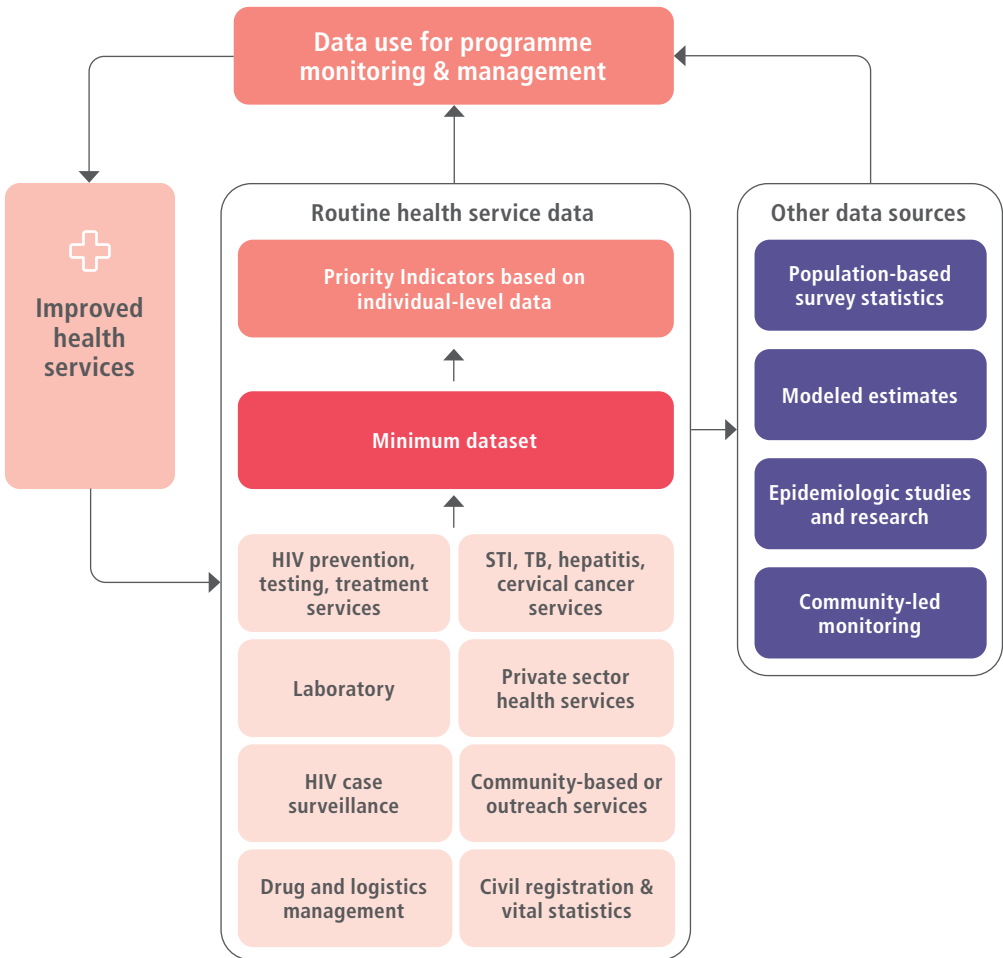 Data use for programme
monitoring & management
Improved
health
services
Routine health service data
Priority Indicators based on
individual-level data
Minimum dataset
HIV prevention,
testing, treatment
services
STI, TB, hepatitis,
cervical cancer
services
Laboratory
Private sector
health services
HIV case
surveillance
Community-based or
outreach services
Drug and logistics
management
Civil registration &
vital statistics
Other data sources
Population-based
survey statistics
Modeled estimates
Epidemiologic studies
and research
Community-led
monitoring